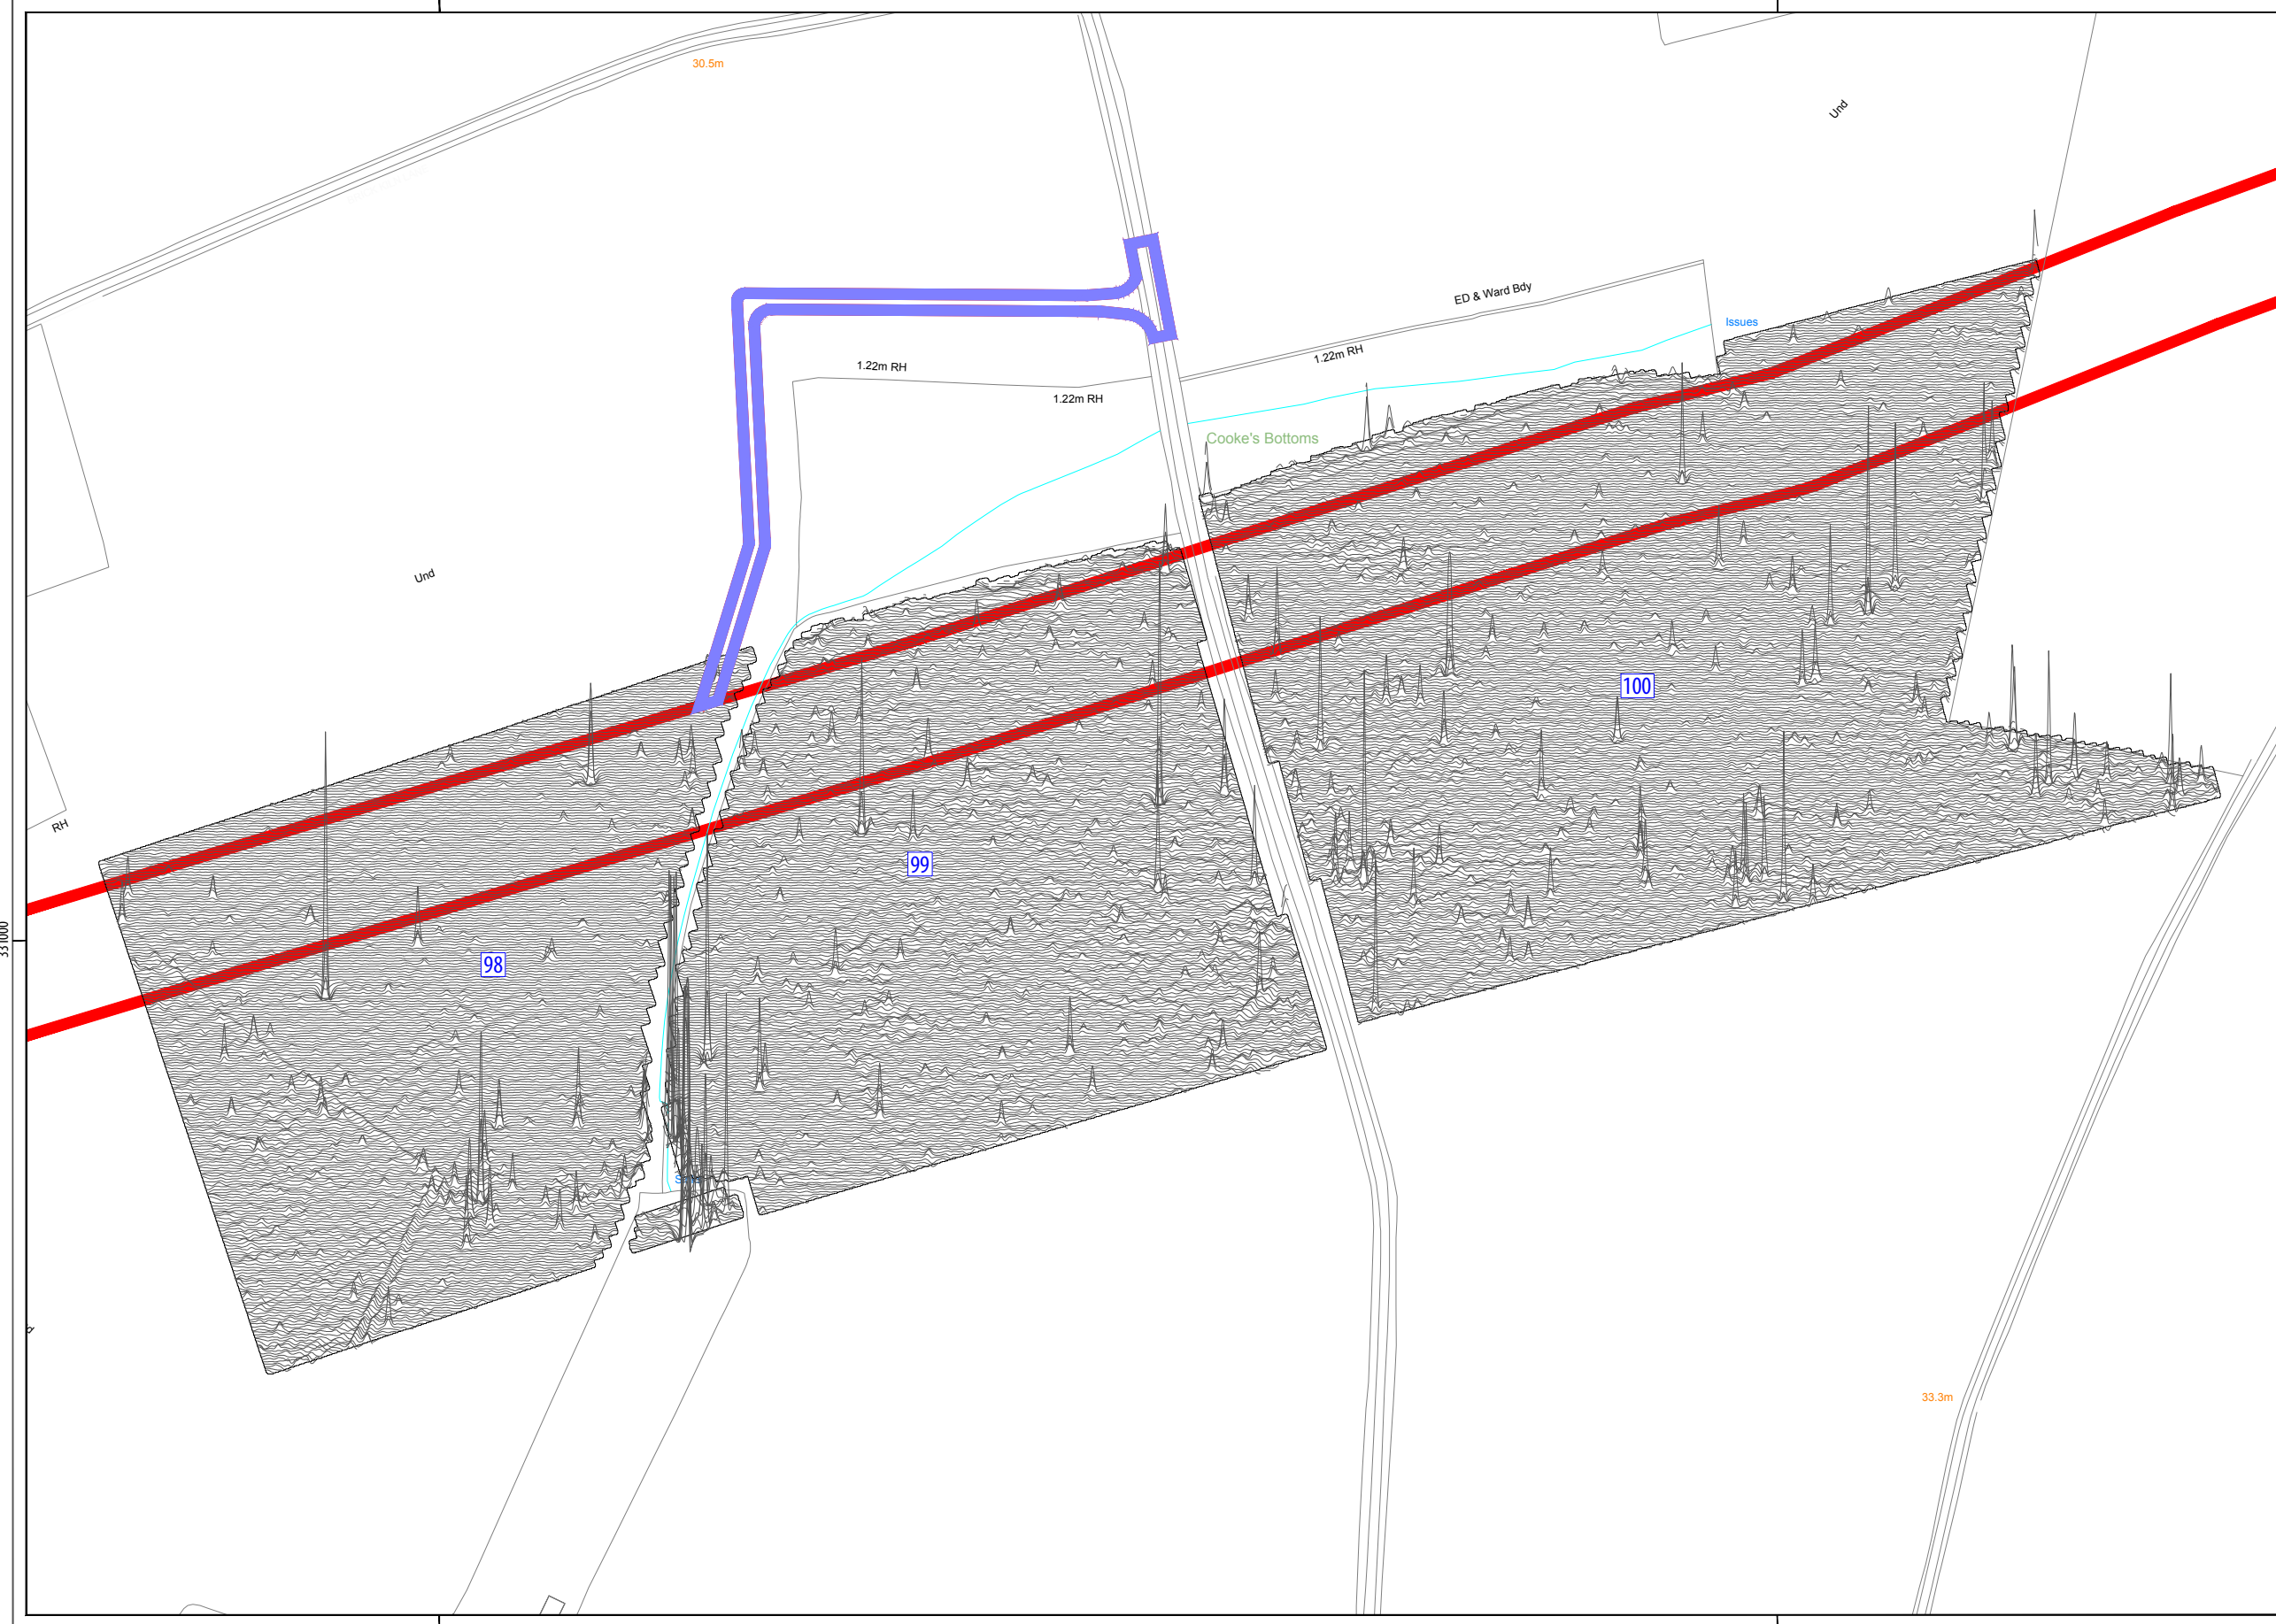 30.5m
Und
ED & Ward Bdy
Issues
1.22m RH
1.22m RH
1.22m RH
Cooke's Bottoms
Und
100
RH
99
331000
98
33.3m